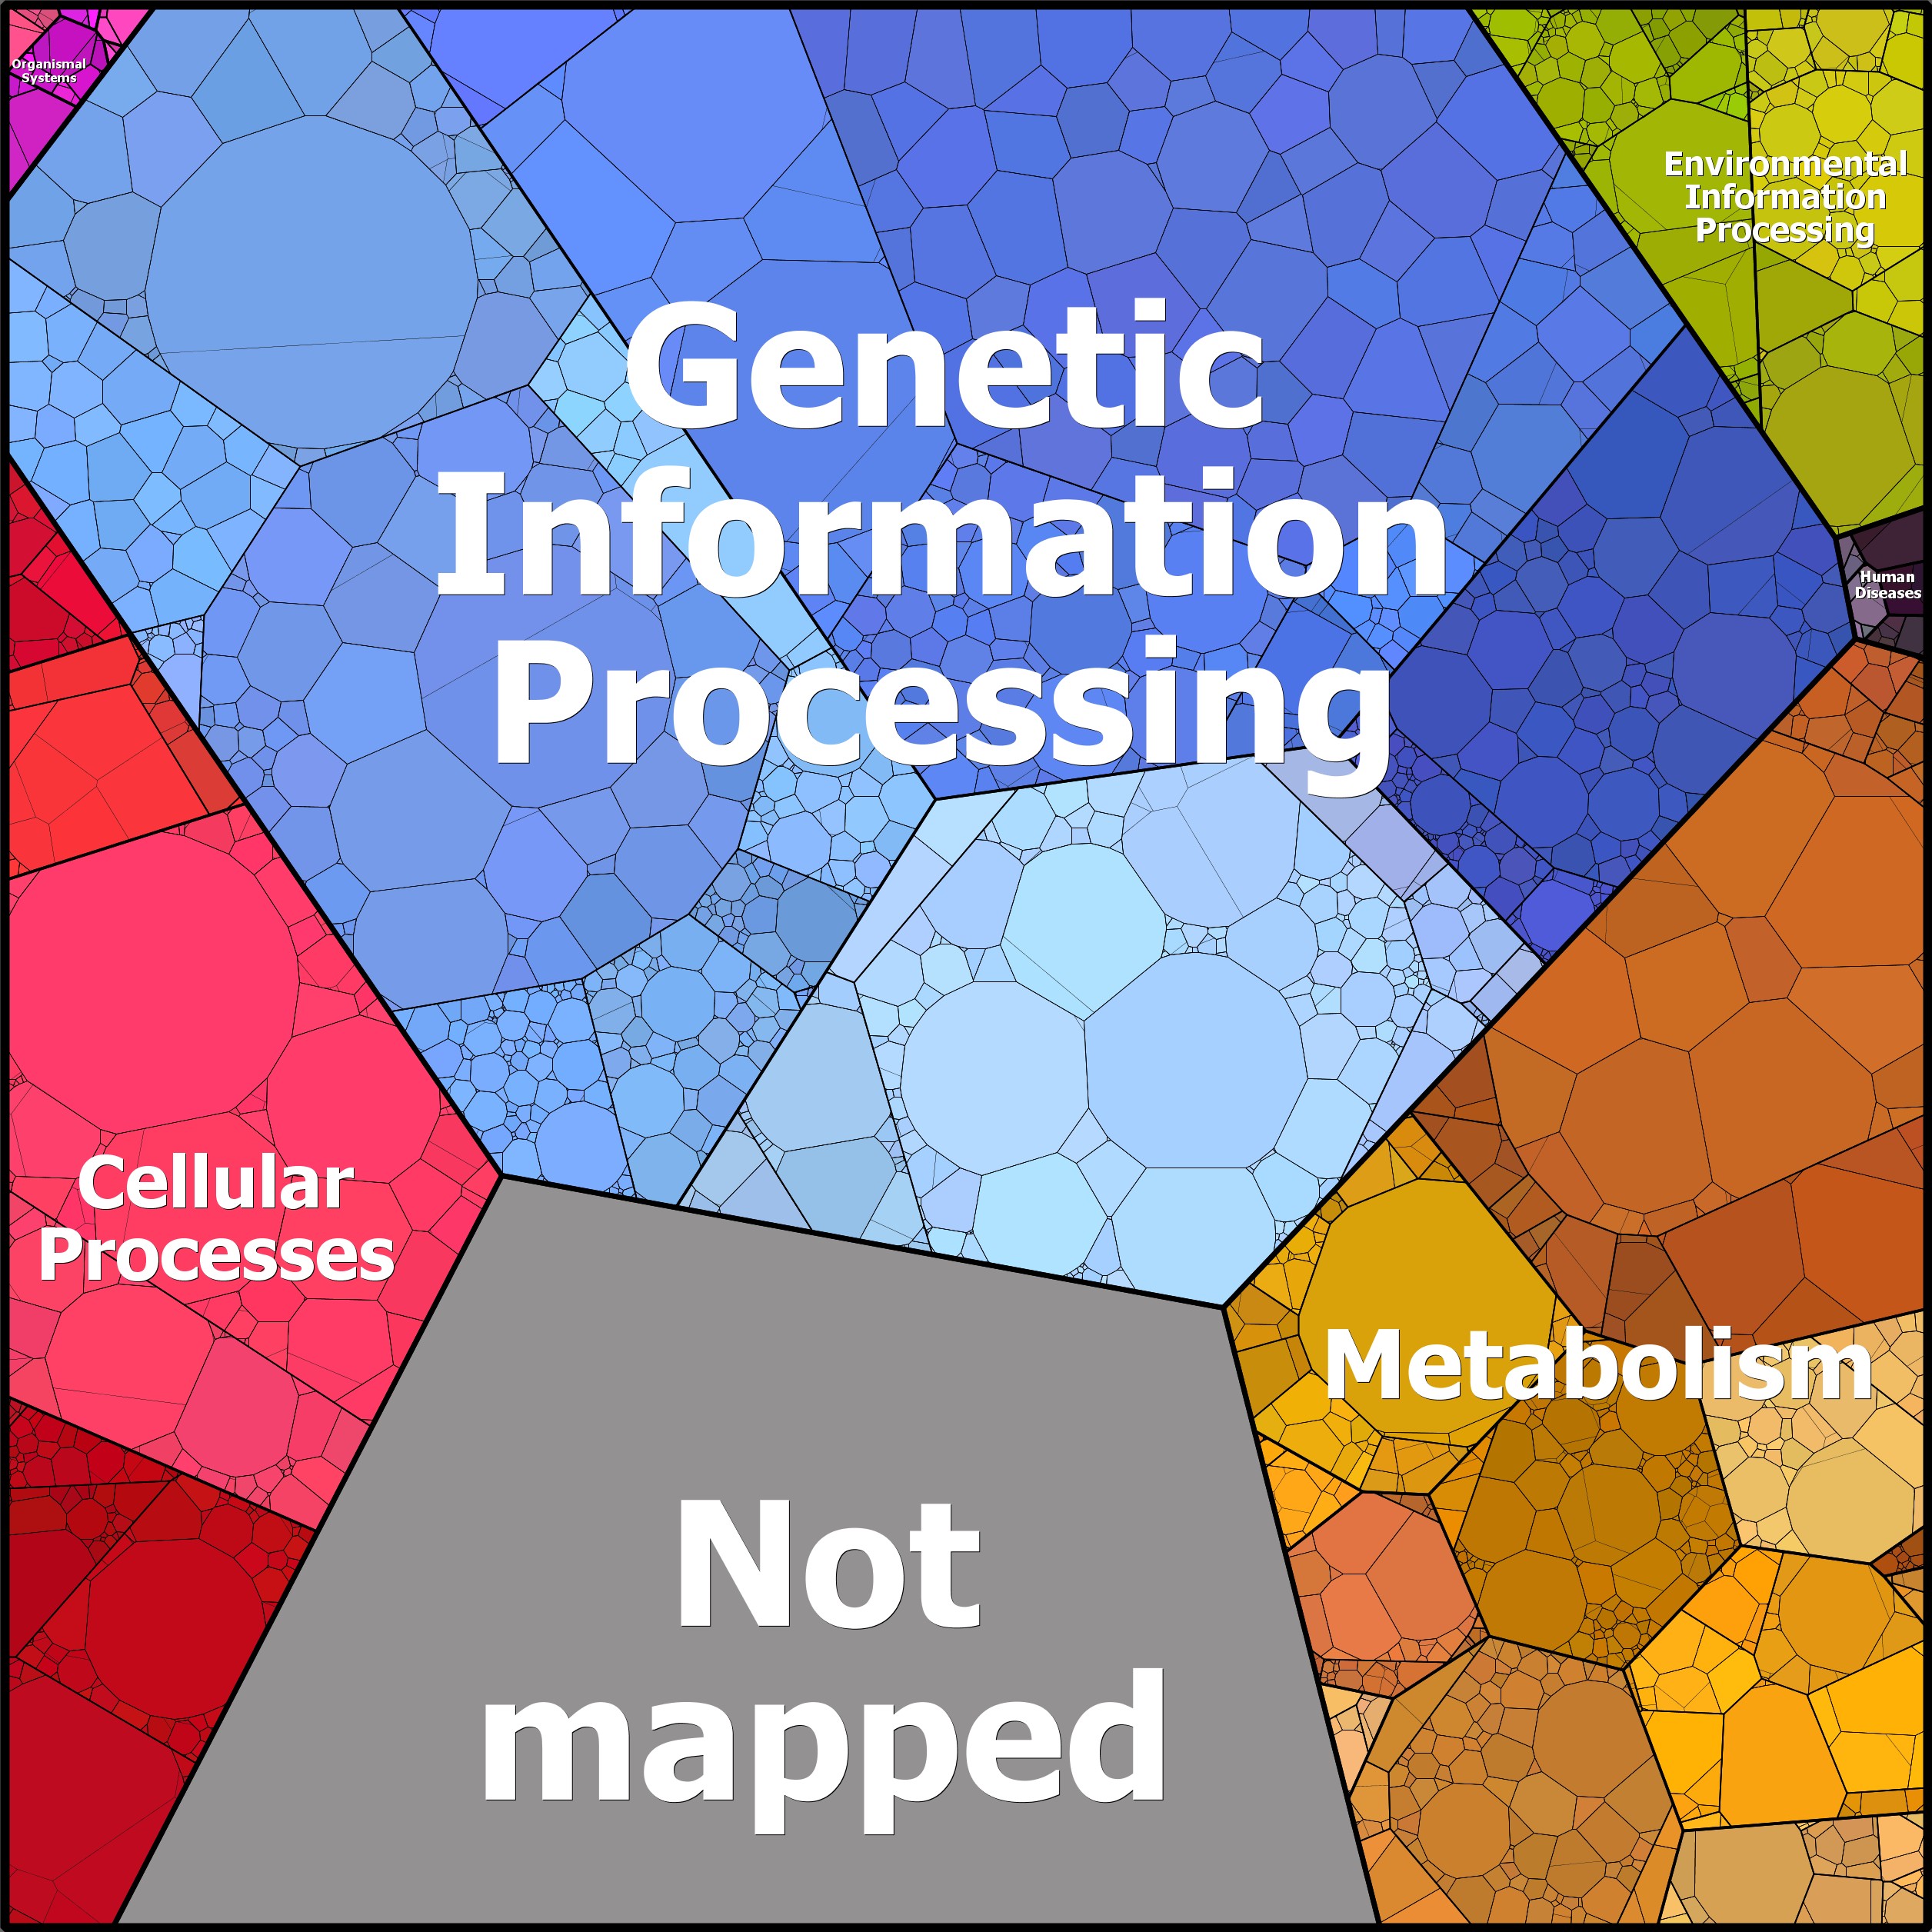 Organismal
Systems
Environmental
Information
Processing
Genetic
Information
Processing
Human
Diseases
Cellular
Processes
Metabolism
Not
mapped